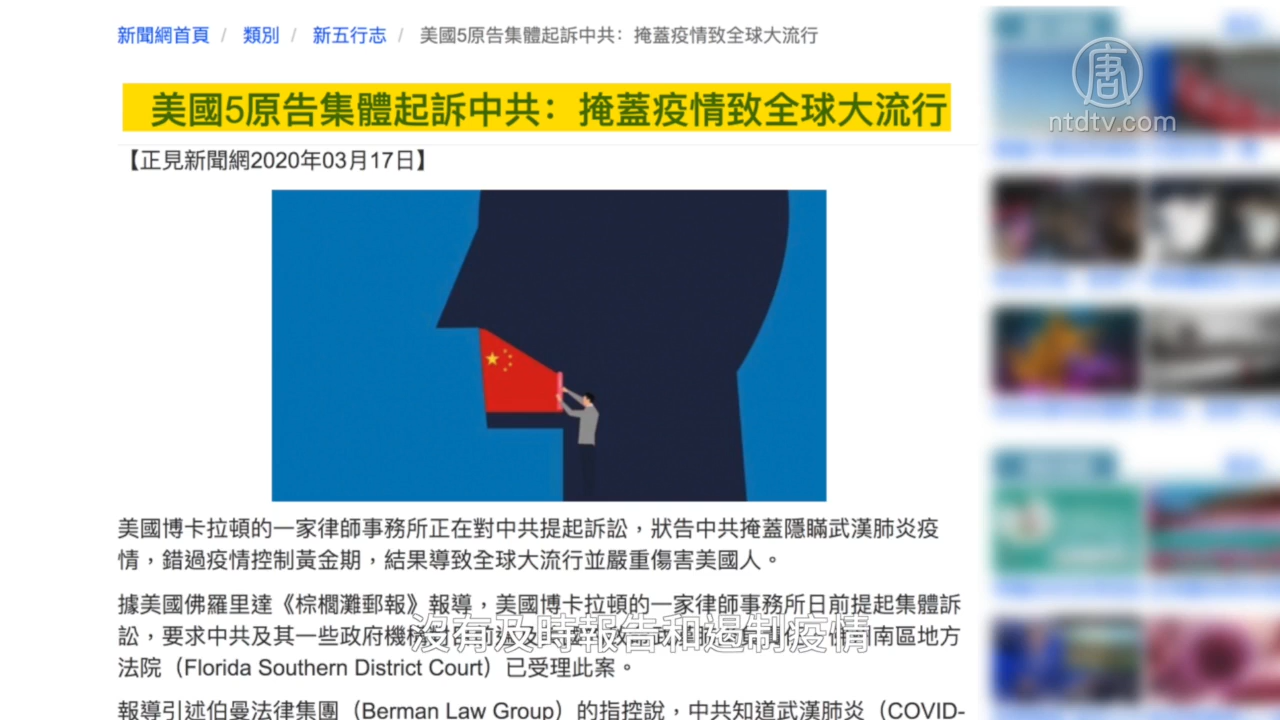 新聞網首頁 / 類別 / 新五行志 / 美國5原告集體起訴中共：掩蓋疫情致全球大流行
唐
ntdtv.com
美國5原告集體起訴中共：掩蓋疫情致全球大流行
【正見新聞網2020年03月17日】
美國博卡拉頓的一家律師事務所正在對中共提起訴訟，狀告中共掩蓋隱瞞武漢肺炎疫
情，錯過疫情控制黃金期，結果導致全球大流行並嚴重傷害美國人。
據美國佛羅里達《棕櫚灘郵報》報導，美國博卡拉頓的一家律師事務所日前提起集體訴
訟，要求中共及其一些政府機構
南區地方
沒有及時報告和遏制疫情
法院（Florida Southern District Court）已受理此案。
報導引述伯曼法律集團（Berman Law Group）的指控說，中共知道武漢肺炎（COVID-